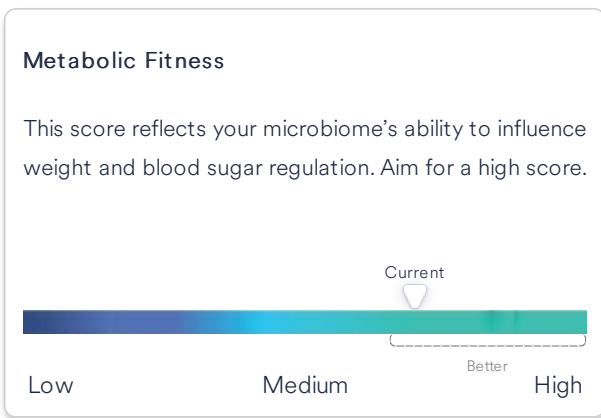 Metabolic Fitness
This score reflects your microbiome’s ability to influence
weight and blood sugar regulation. Aim for a high score.
Current
Better
Low Medium High